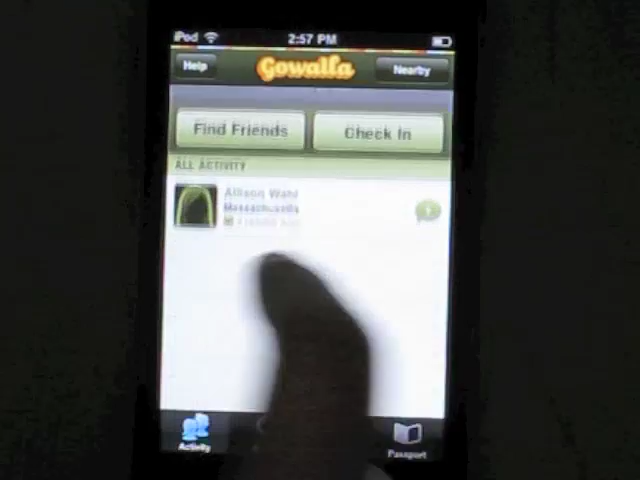 iPod 2:57 PM
Help Gowalla Nearby
Find Friends Check In
ALL ACTIVITY
Allison Wahl
Massachusetts
Activity Passport